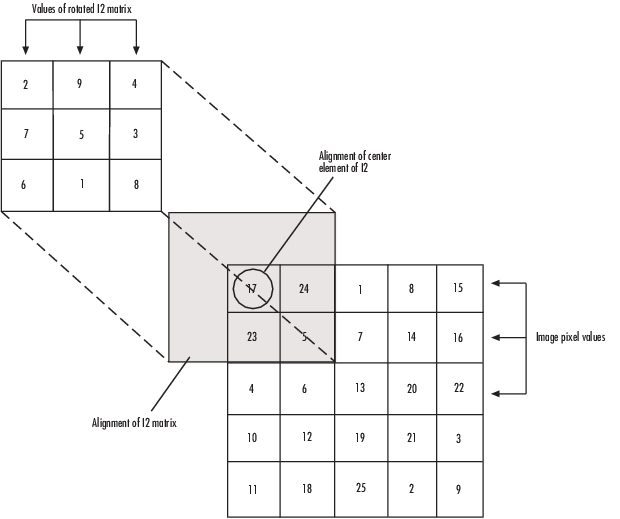 Values of rotated I2 matrix
2 9 4
7 5 3
6 1 8
Alignment of center
element of I2
17 24 1 8 15
23 5 7 14 16
Image pixel values
4 6 13 20 22
Alignment of I2 matrix
10 12 19 21 3
11 18 25 2 9